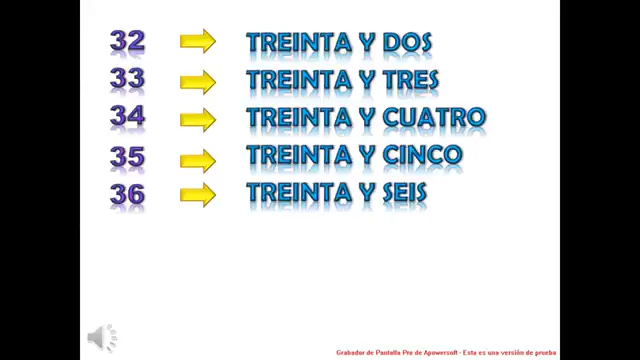 32 TREINTA Y DOS
33 TREINTA Y TRES
34 TREINTA Y CUATRO
35 TREINTA Y CINCO
36 TREINTA Y SEIS
Grabador de Pantalla Pro de Apowersoft - Esta es una versión de prueba